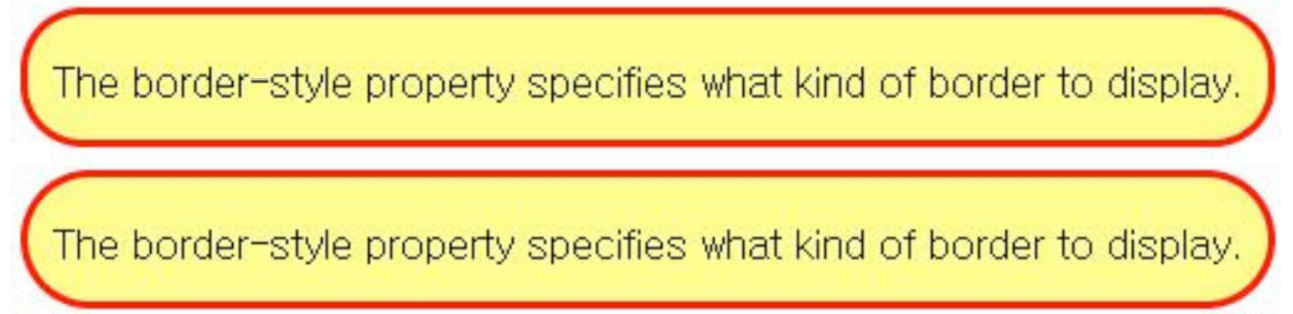 The border-style property specifies what kind of border to display.
The border-style property specifies what kind of border to display.